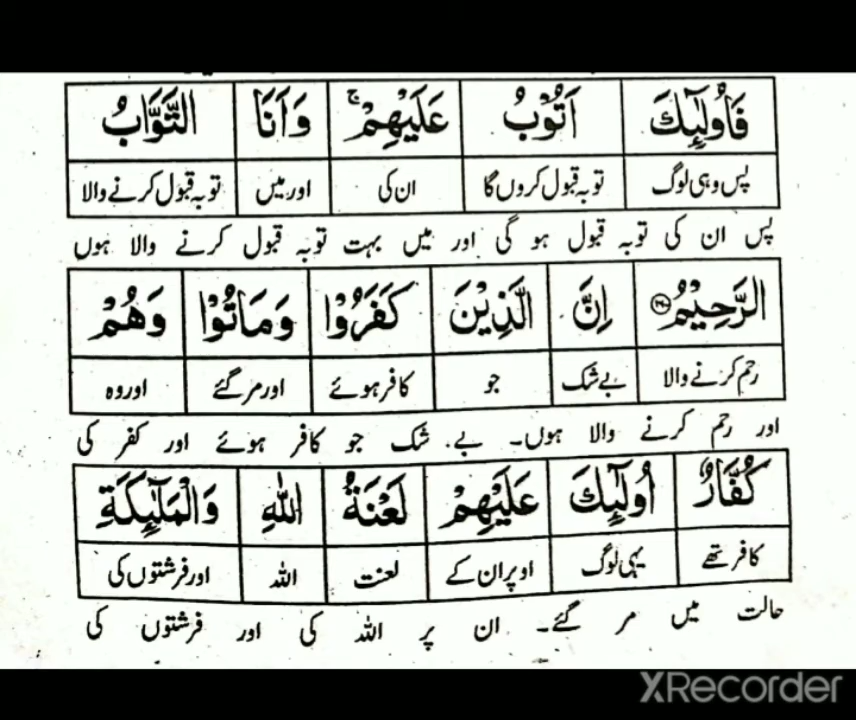 فَأُولَٰٓئِكَ اَتُوْبُ عَلَيْهِمْ ۚ وَ اَنَا التَّوَّابُ
پس وہی لوگ توبہ قبول کروں گا ان کی اور میں توبہ قبول کرنے والا
پس ان کی توبہ قبول ہو گی اور میں بہت توبہ قبول کرنے والا ہوں
الرَّحِيْمُ ﴿١٦٠﴾ اِنَّ الَّذِيْنَ كَفَرُوْا وَمَاتُوْا وَهُمْ
رحم کرنے والا بے شک جو کافر ہوئے اور مر گئے اور وہ
اور رحم کرنے والا ہوں۔ بے شک جو کافر ہوئے اور کفر کی
كُفَّارٌ اُولٰٓئِكَ عَلَيْهِمْ لَعْنَةُ اللّٰهِ وَالْمَلٰٓئِكَةِ
کافر تھے یہی لوگ اوپر ان کے لعنت اللہ اور فرشتوں کی
حالت میں مر گئے۔ ان پر اللہ کی اور فرشتوں کی
XRecorder